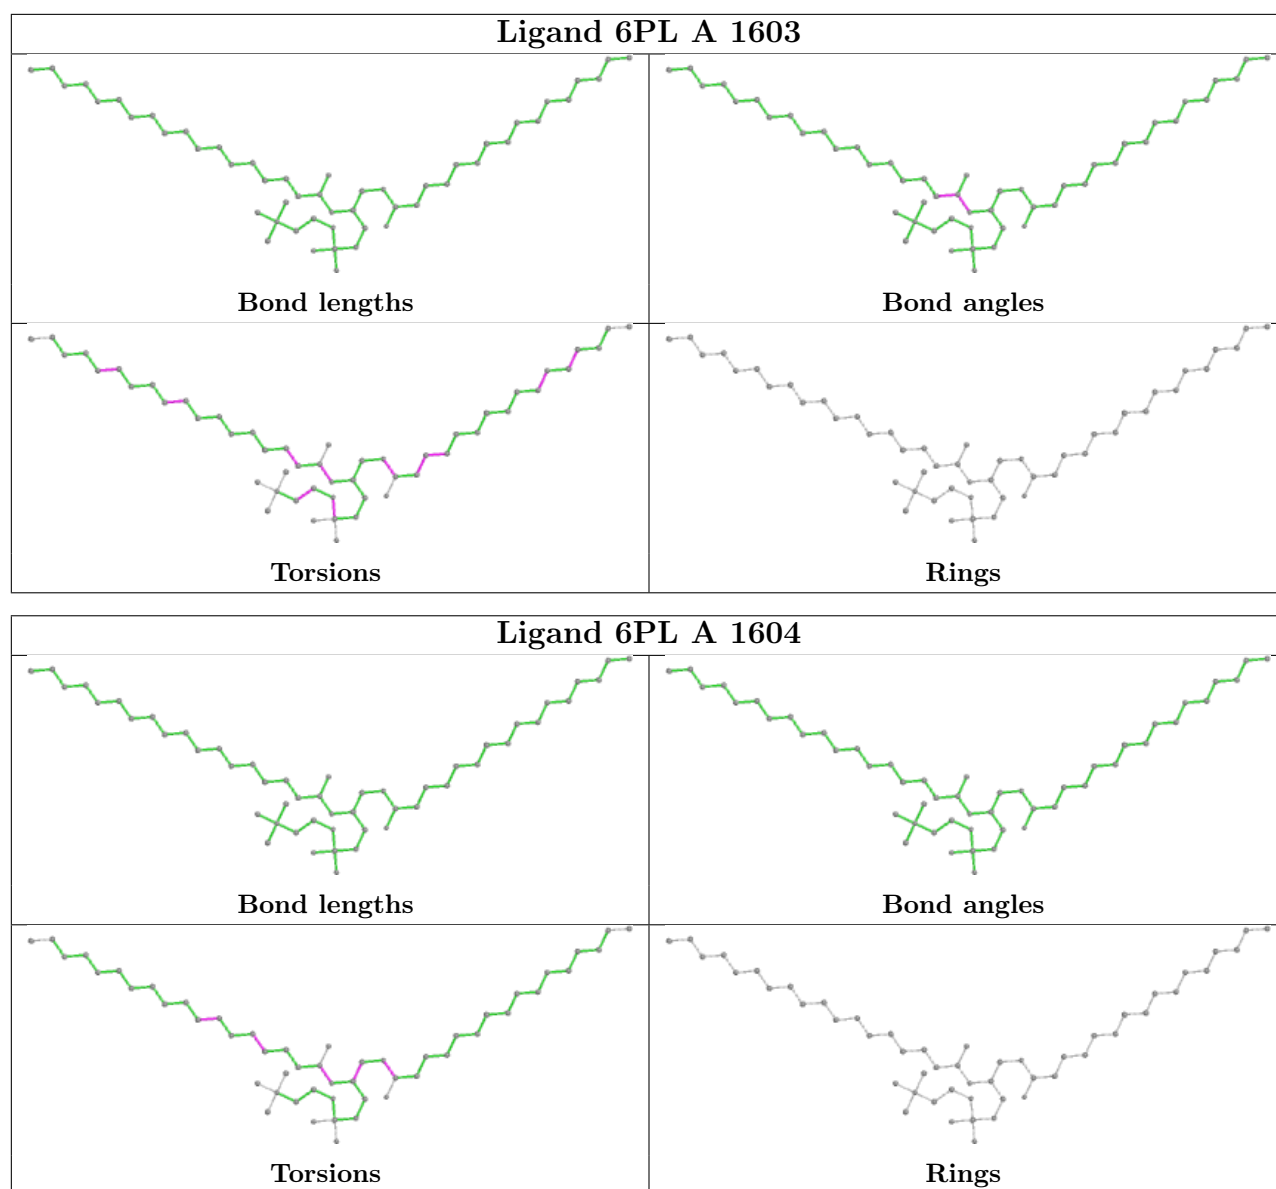 Ligand 6PL A 1603
Bond lengths
Bond angles
Torsions
Rings
Ligand 6PL A 1604
Bond lengths
Bond angles
Torsions
Rings